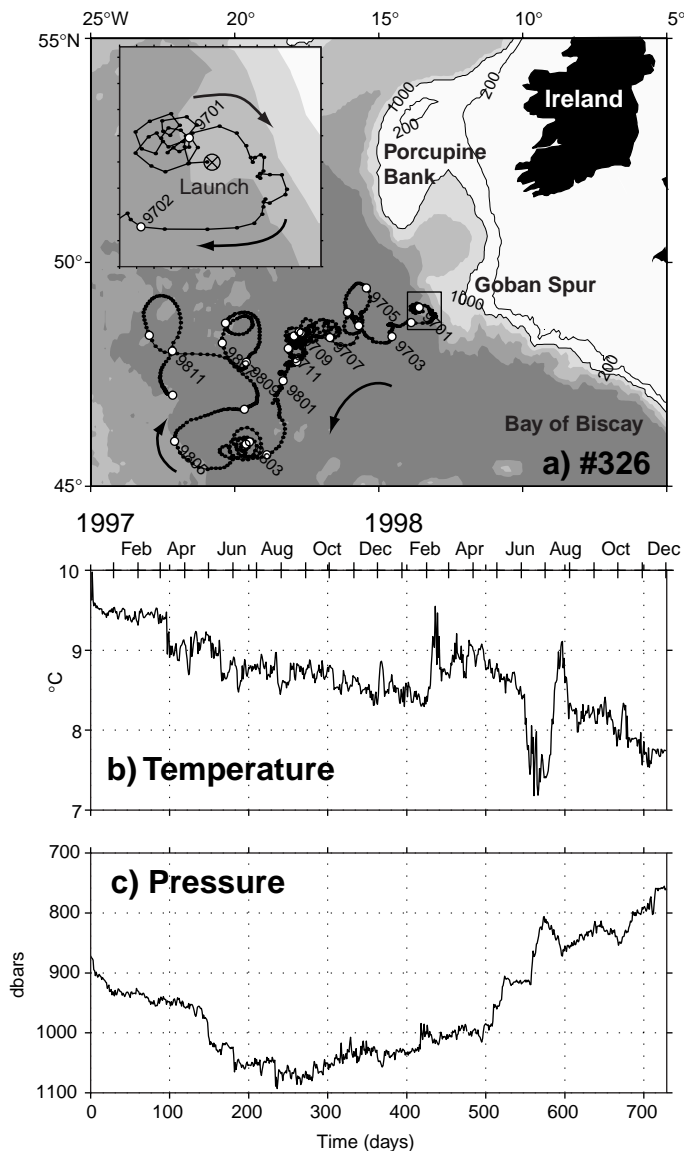 25°W 20° 15° 10° 5°
55°N
50°
45°
9701
Launch
9702
1000
200
200
Ireland
Porcupine
Bank
Goban Spur
1000
200
9705
9701
9703
9707
9709
9711
9801
9811
9809
9806
Bay of Biscay
a) #326
1997 1998
Feb Apr Jun Aug Oct Dec Feb Apr Jun Aug Oct Dec
10
9
8
7
°C
b) Temperature
700
800
900
1000
1100
dbars
c) Pressure
0 100 200 300 400 500 600 700
Time (days)